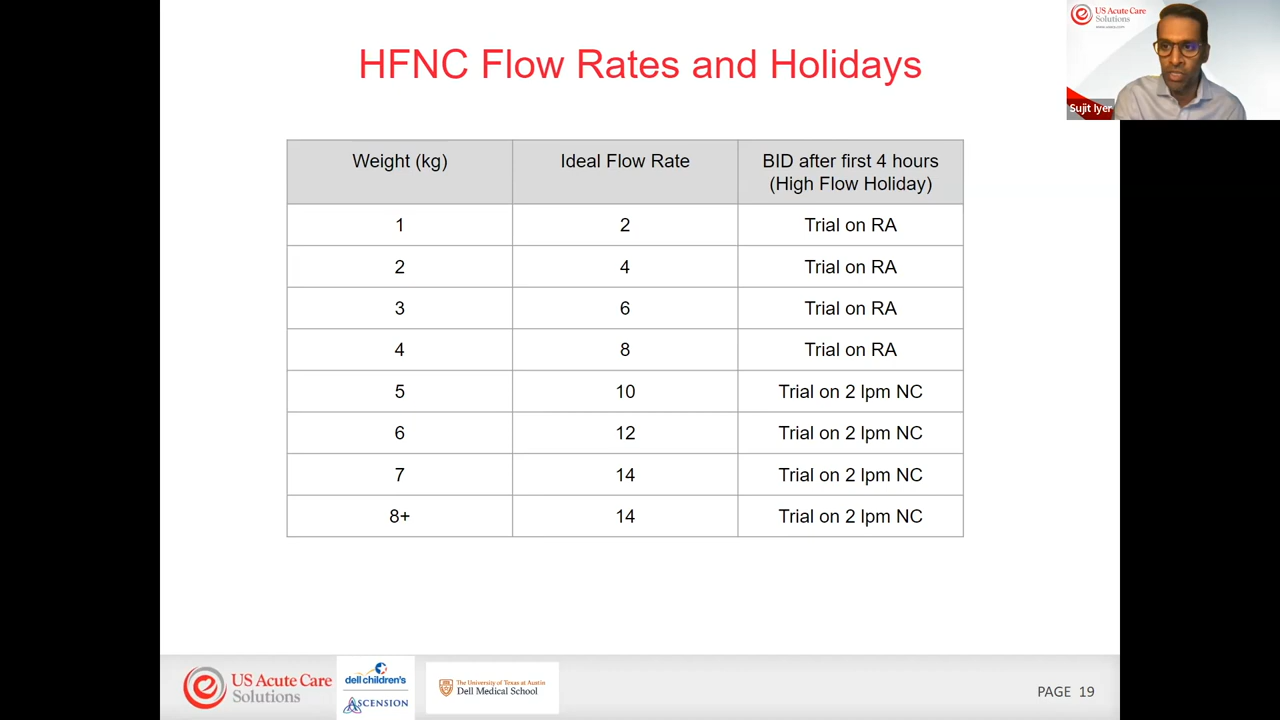 HFNC Flow Rates and Holidays
US Acute Care
Solutions
Sujit Iyer
Weight (kg) Ideal Flow Rate BID after first 4 hours
(High Flow Holiday)
1 2 Trial on RA
2 4 Trial on RA
3 6 Trial on RA
4 8 Trial on RA
5 10 Trial on 2 lpm NC
6 12 Trial on 2 lpm NC
7 14 Trial on 2 lpm NC
8+ 14 Trial on 2 lpm NC
US Acute Care
Solutions
dell children's
ASCENSION
The University of Texas at Austin
Dell Medical School
PAGE 19